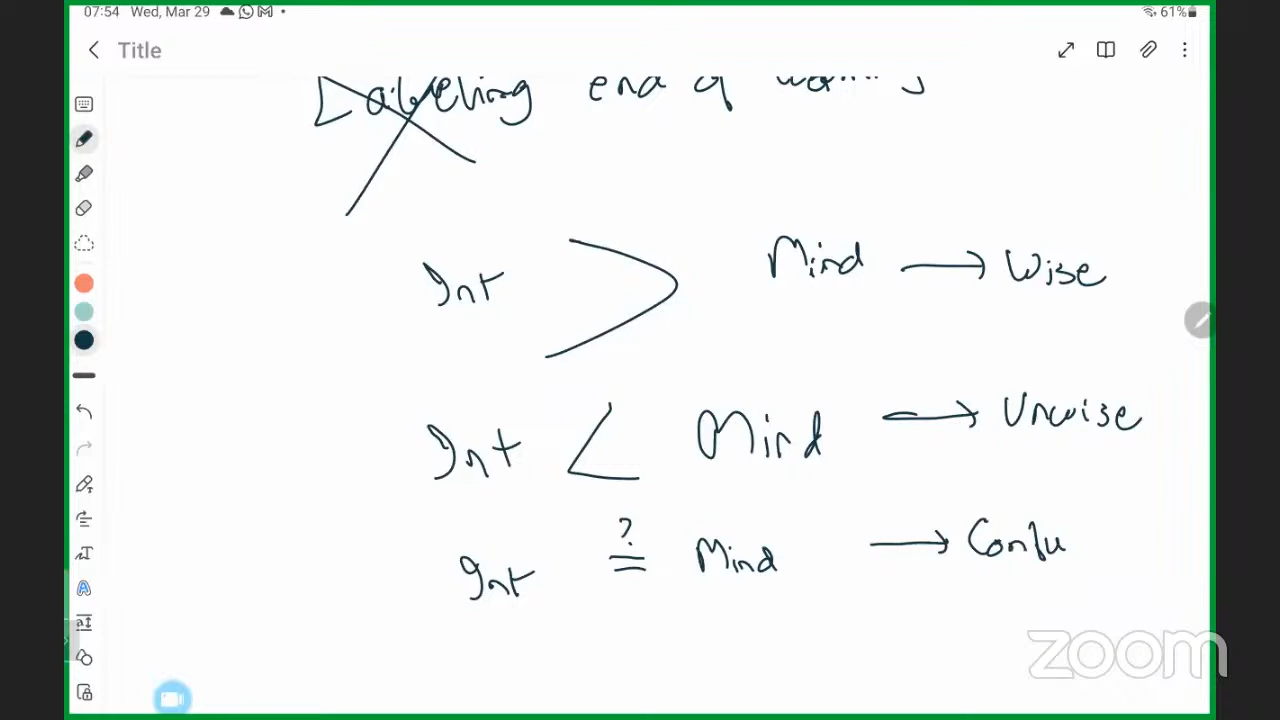 07:54 Wed, Mar 29
61%
Title
Labeling end of
Int > Mind → Wise
Int < Mind → Unwise
Int ?= Mind → Confu
zoom